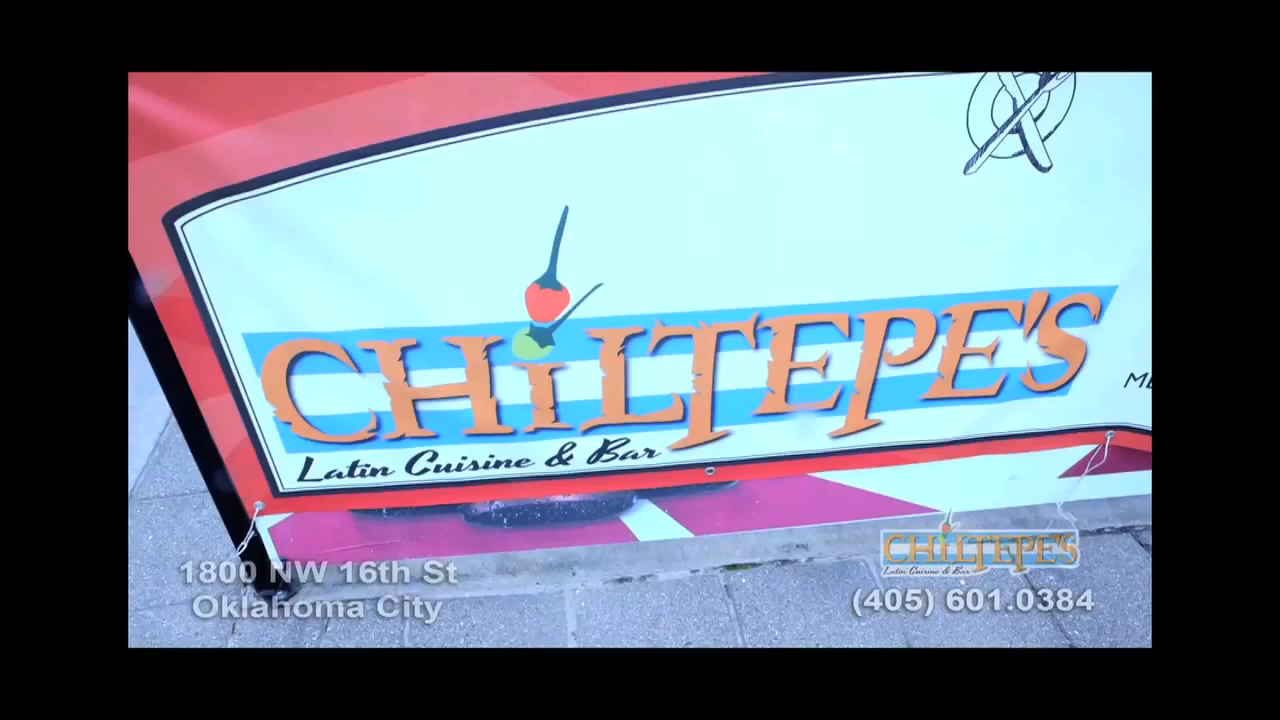 CHiLTEPE'S
Latin Cuisine & Bar
1800 NW 16th St
Oklahoma City
CHiLTEPE'S
Latin Cuisine & Bar
(405) 601.0384